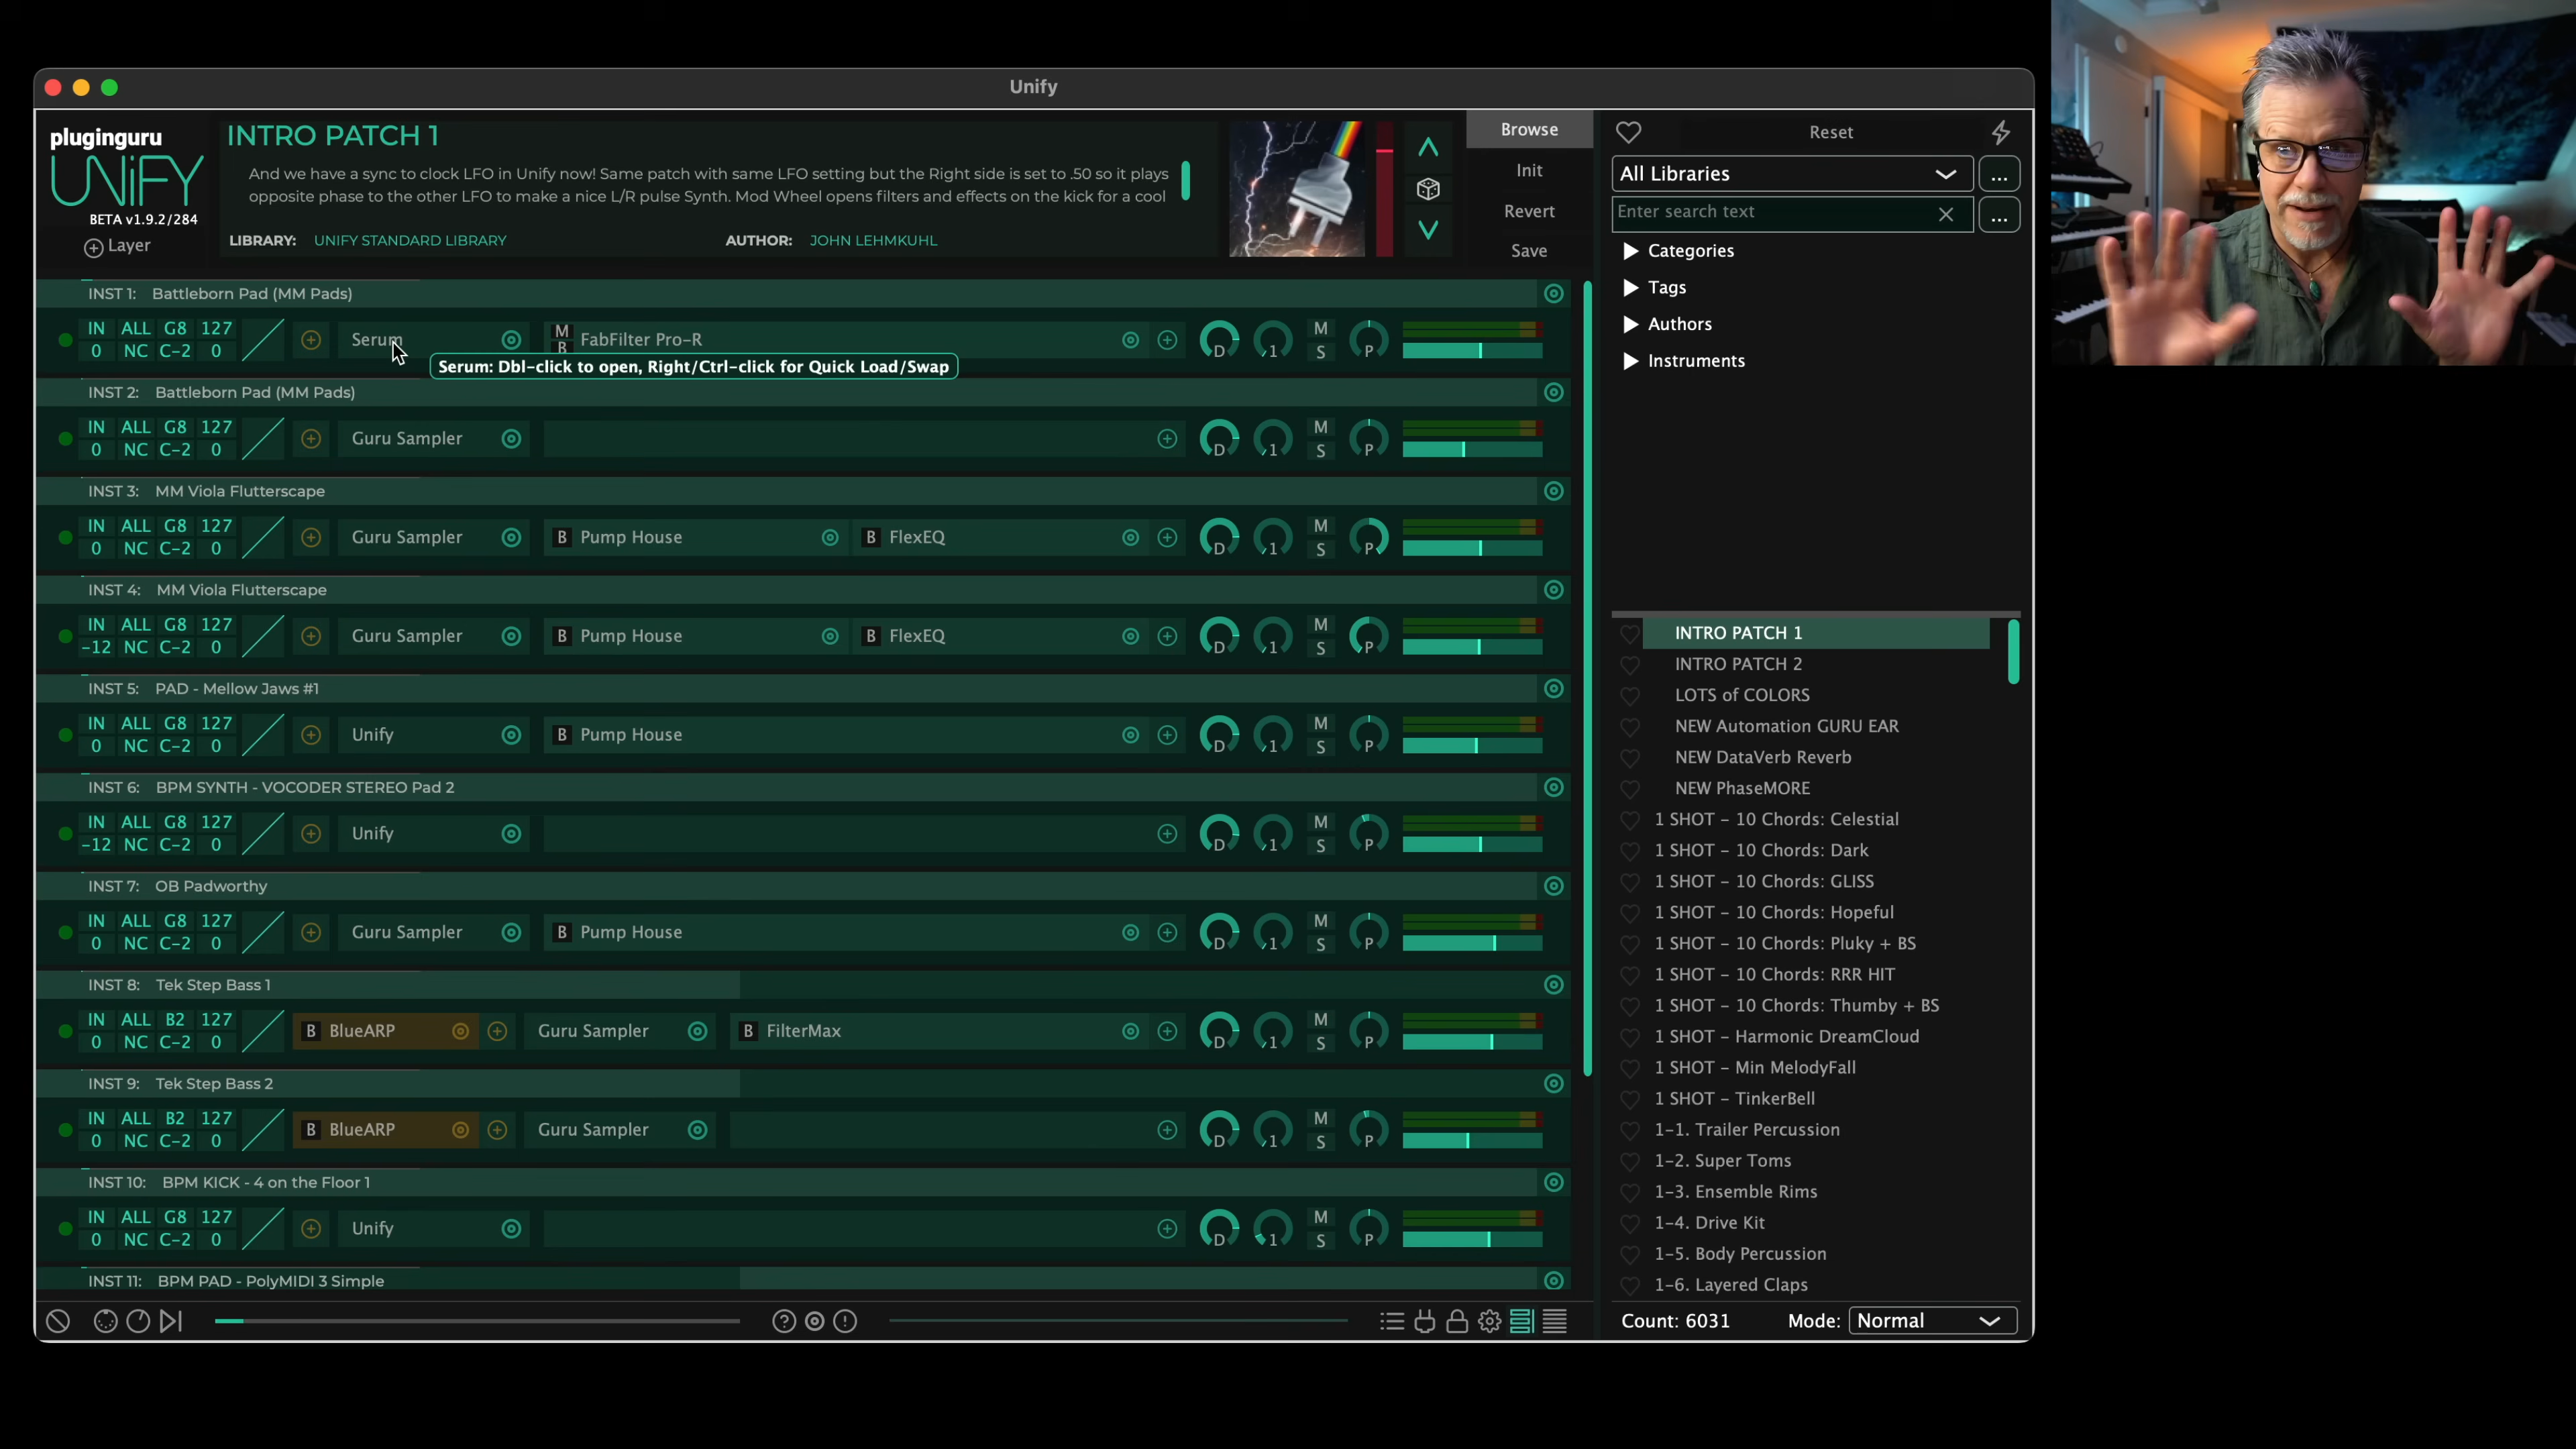 Unify
pluginguru
UNiFY
BETA v1.9.2/284
Layer
INTRO PATCH 1
And we have a sync to clock LFO in Unify now! Same patch with same LFO setting but the Right side is set to .50 so it plays
opposite phase to the other LFO to make a nice L/R pulse Synth. Mod Wheel opens filters and effects on the kick for a cool
LIBRARY: UNIFY STANDARD LIBRARY AUTHOR: JOHN LEHMKUHL
Browse
Init
Revert
Save
INST 1: Battleborn Pad (MM Pads)
IN ALL G8 127
0 NC C-2 0
Serum M B FabFilter Pro-R D 1 M S P
Serum: Dbl-click to open, Right/Ctrl-click for Quick Load/Swap
INST 2: Battleborn Pad (MM Pads)
IN ALL G8 127
0 NC C-2 0
Guru Sampler D 1 M S P
INST 3: MM Viola Flutterscape
IN ALL G8 127
0 NC C-2 0
Guru Sampler B Pump House B FlexEQ D 1 M S P
INST 4: MM Viola Flutterscape
IN ALL G8 127
-12 NC C-2 0
Guru Sampler B Pump House B FlexEQ D 1 M S P
INST 5: PAD - Mellow Jaws #1
IN ALL G8 127
0 NC C-2 0
Unify B Pump House D 1 M S P
INST 6: BPM SYNTH - VOCODER STEREO Pad 2
IN ALL G8 127
-12 NC C-2 0
Unify D 1 M S P
INST 7: OB Padworthy
IN ALL G8 127
0 NC C-2 0
Guru Sampler B Pump House D 1 M S P
INST 8: Tek Step Bass 1
IN ALL B2 127
0 NC C-2 0
B BlueARP Guru Sampler B FilterMax D 1 M S P
INST 9: Tek Step Bass 2
IN ALL B2 127
0 NC C-2 0
B BlueARP Guru Sampler D 1 M S P
INST 10: BPM KICK - 4 on the Floor 1
IN ALL G8 127
0 NC C-2 0
Unify D 1 M S P
INST 11: BPM PAD - PolyMIDI 3 Simple
Reset
All Libraries ...
Enter search text ...
Categories
Tags
Authors
Instruments
INTRO PATCH 1
INTRO PATCH 2
LOTS of COLORS
NEW Automation GURU EAR
NEW DataVerb Reverb
NEW PhaseMORE
1 SHOT - 10 Chords: Celestial
1 SHOT - 10 Chords: Dark
1 SHOT - 10 Chords: GLISS
1 SHOT - 10 Chords: Hopeful
1 SHOT - 10 Chords: Pluky + BS
1 SHOT - 10 Chords: RRR HIT
1 SHOT - 10 Chords: Thumby + BS
1 SHOT - Harmonic DreamCloud
1 SHOT - Min MelodyFall
1 SHOT - TinkerBell
1-1. Trailer Percussion
1-2. Super Toms
1-3. Ensemble Rims
1-4. Drive Kit
1-5. Body Percussion
1-6. Layered Claps
Count: 6031 Mode: Normal